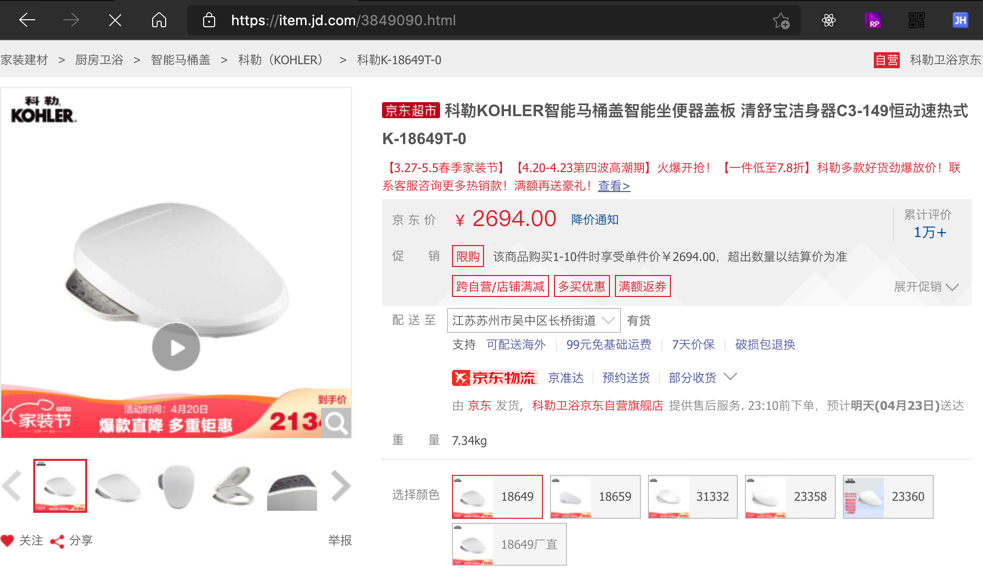 https://item.jd.com/3849090.html
RP
JH
家装建材 > 厨房卫浴 > 智能马桶盖 > 科勒（KOHLER） > 科勒K-18649T-0
自营 科勒卫浴京东
科勒
KOHLER
京东超市 科勒KOHLER智能马桶盖智能坐便器盖板 清舒宝洁身器C3-149恒动速热式
K-18649T-0
【3.27-5.5春季家装节】【4.20-4.23第四波高潮期】火爆开抢！【一件低至7.8折】科勒多款好货劲爆放价！联
系客服咨询更多热销款！满额再送豪礼！查看>
京东价 ￥2694.00 降价通知
累计评价
1万+
促销 限购 该商品购买1-10件时享受单件价￥2694.00，超出数量以结算价为准
跨自营/店铺满减 多买优惠 满额返券
展开促销
配送至 江苏苏州市吴中区长桥街道 有货
支持 可配送海外 99元免基础运费 7天价保 破损包退换
京东物流 京准达 预约送货 部分收货
由 京东 发货，科勒卫浴京东自营旗舰店 提供售后服务. 23:10前下单，预计明天(04月23日)送达
重量 7.34kg
家装节
活动时间：4月20日
爆款直降 多重钜惠
到手价
2134
选择颜色 18649 18659 31332 23358 23360
18649厂直
关注 分享 举报